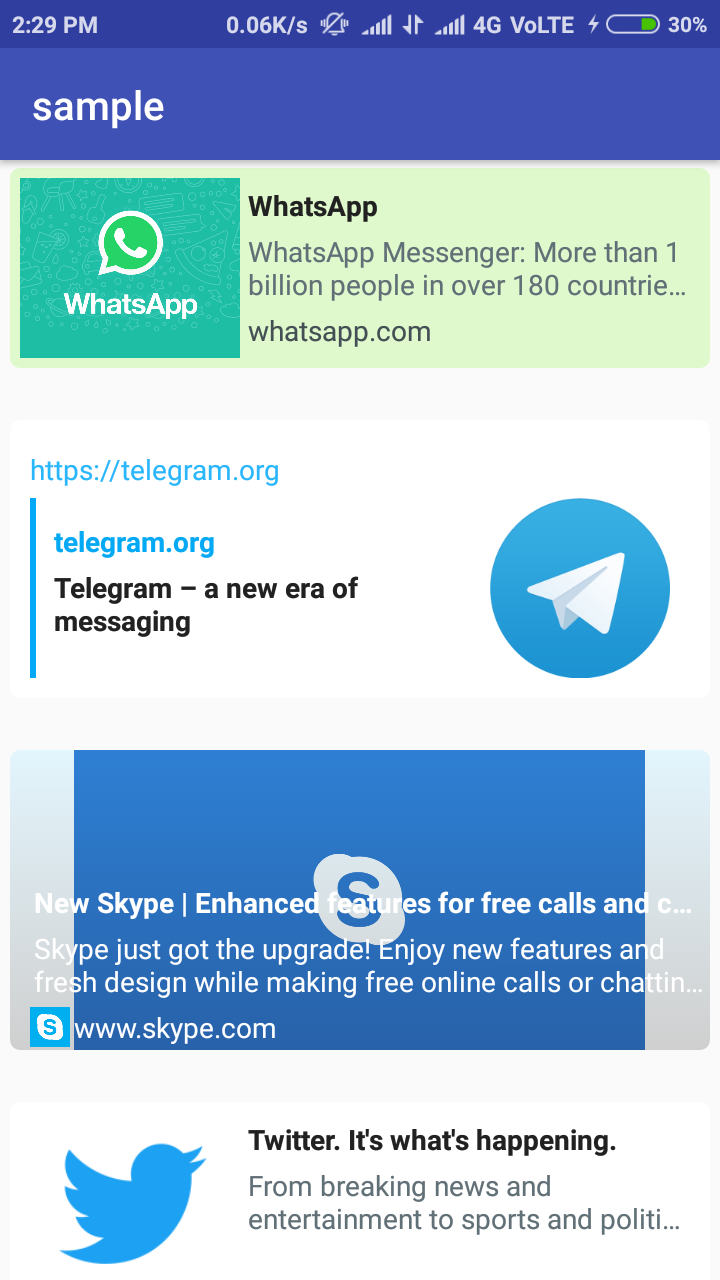 2:29 PM 0.06K/s 4G VoLTE 30%
sample
WhatsApp
WhatsApp
WhatsApp Messenger: More than 1
billion people in over 180 countrie…
whatsapp.com
https://telegram.org
telegram.org
Telegram – a new era of
messaging
New Skype | Enhanced features for free calls and c…
Skype just got the upgrade! Enjoy new features and
fresh design while making free online calls or chattin…
www.skype.com
Twitter. It's what's happening.
From breaking news and
entertainment to sports and politi…